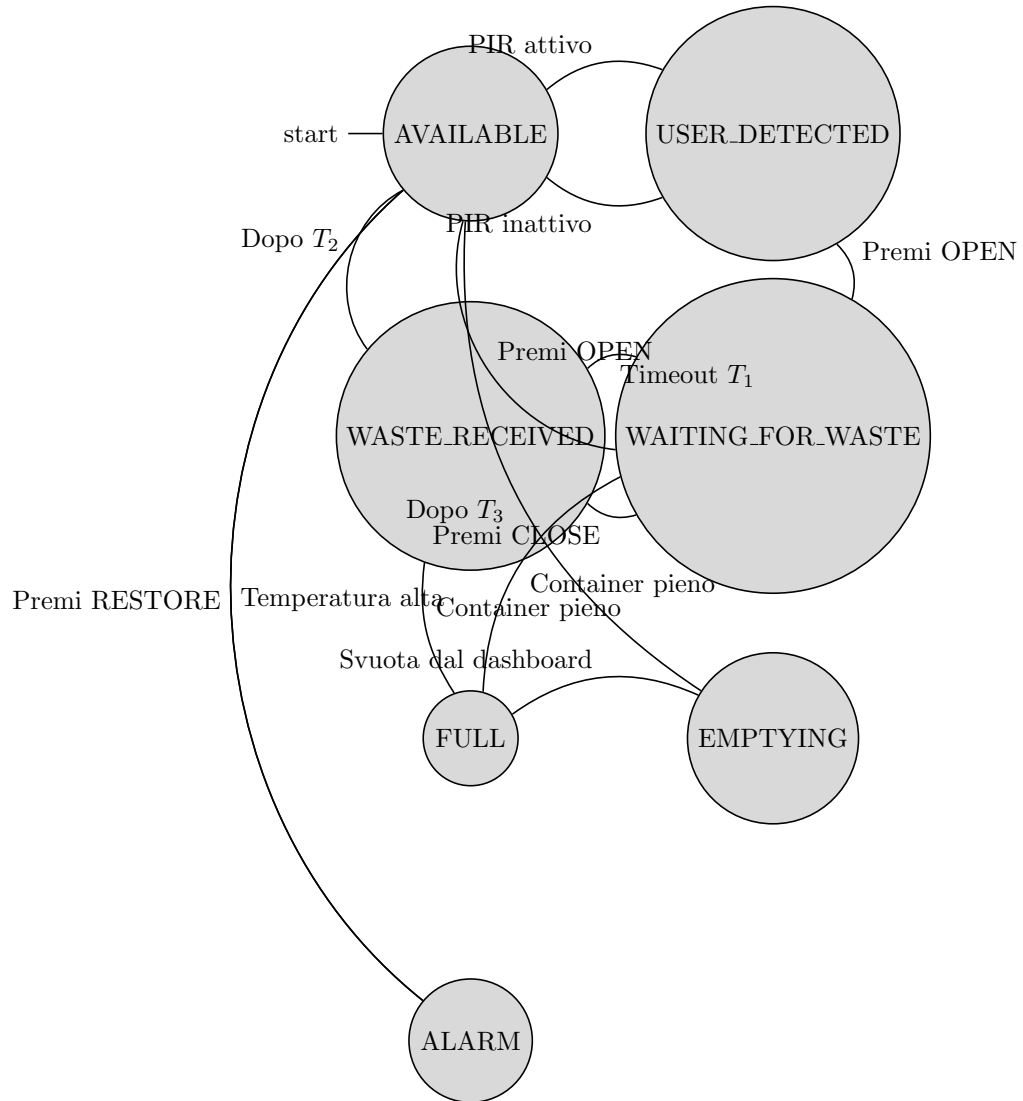 PIR attivo
start
AVAILABLE
USER_DETECTED
PIR inattivo
Dopo T₂
Premi OPEN
Premi OPEN
Timeout T₁
WASTE_RECEIVED
WAITING_FOR_WASTE
Dopo T₃
Premi CLOSE
Container pieno
Premi RESTORE
Temperatura alta
Container pieno
Svuota dal dashboard
FULL
EMPTYING
ALARM